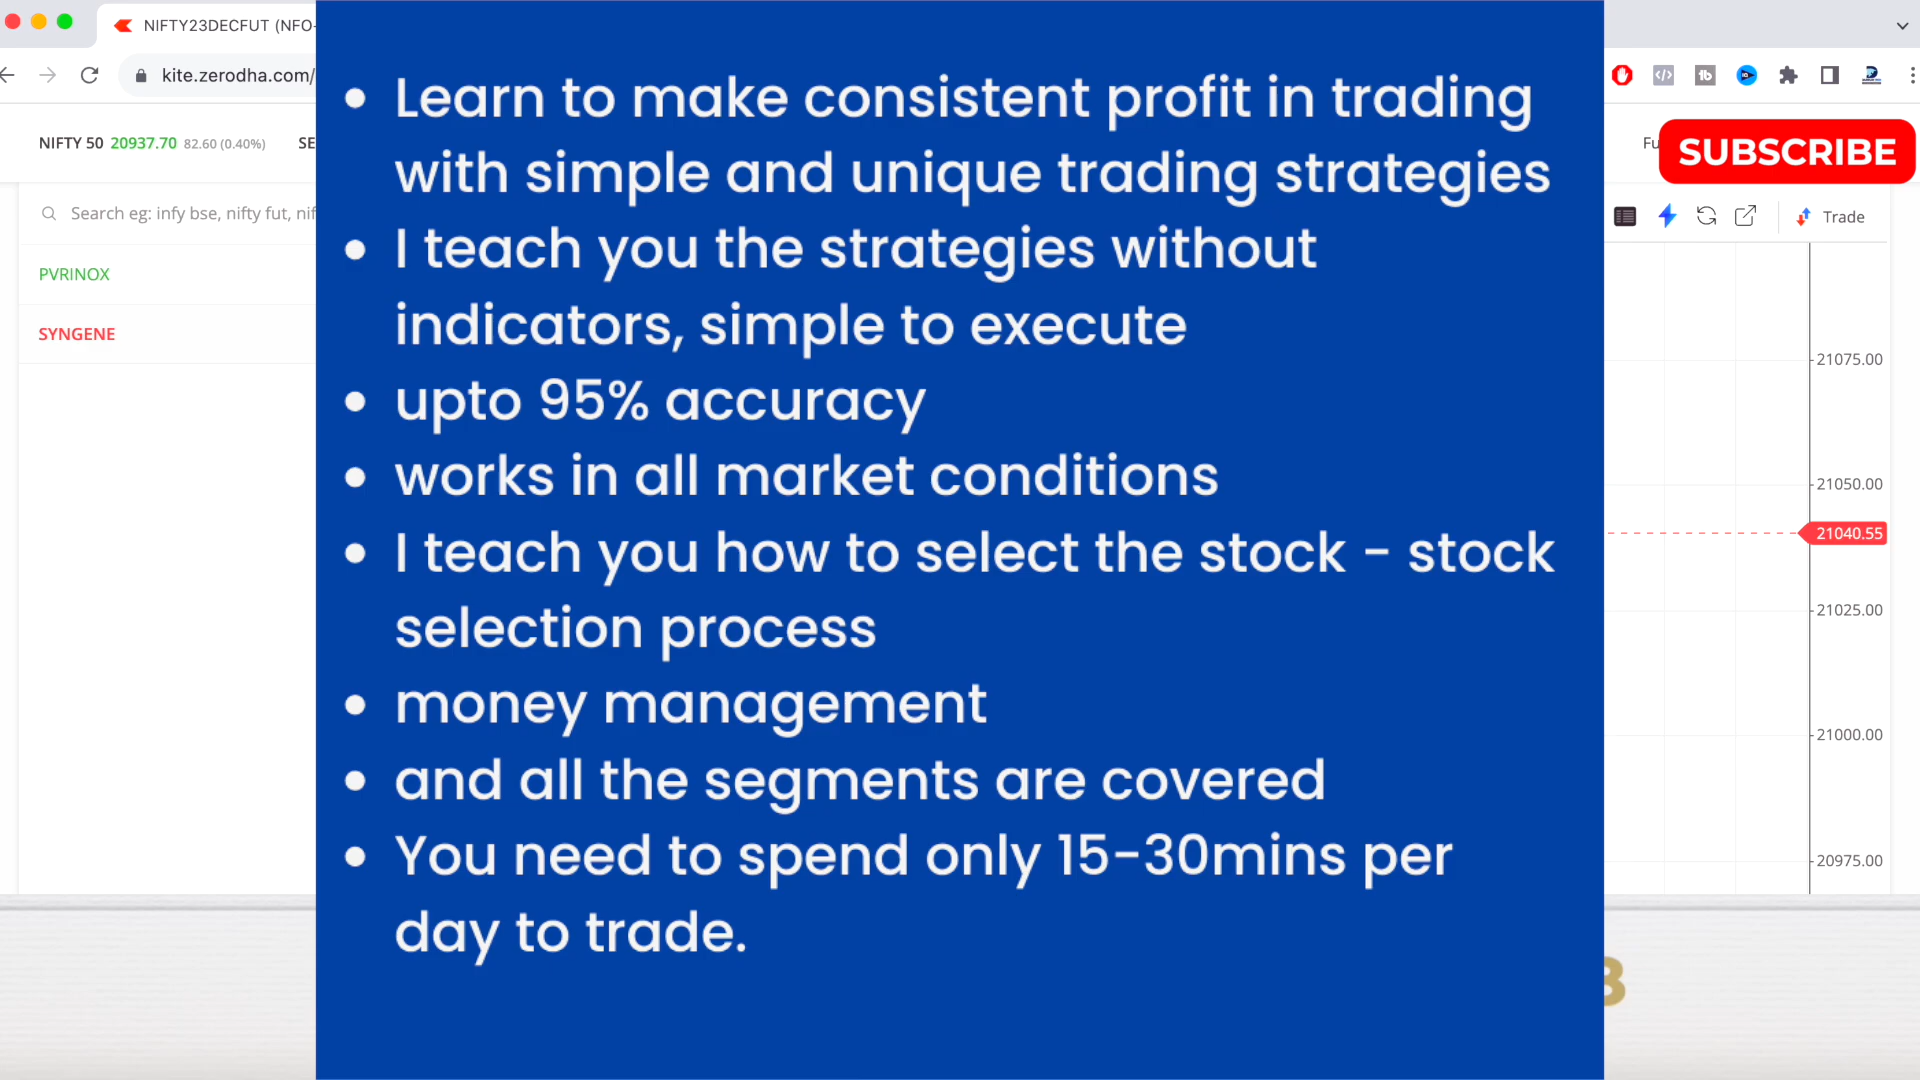 NIFTY23DECFUT (NFO-
kite.zerodha.com/
NIFTY 50 20937.70 82.60 (0.40%) SE
Search eg: infy bse, nifty fut, nif
PVRINOX
SYNGENE
• Learn to make consistent profit in trading
with simple and unique trading strategies
• I teach you the strategies without
indicators, simple to execute
• upto 95% accuracy
• works in all market conditions
• I teach you how to select the stock - stock
selection process
• money management
• and all the segments are covered
• You need to spend only 15-30mins per
day to trade.
Fu
SUBSCRIBE
Trade
21075.00
21050.00
21040.55
21025.00
21000.00
20975.00